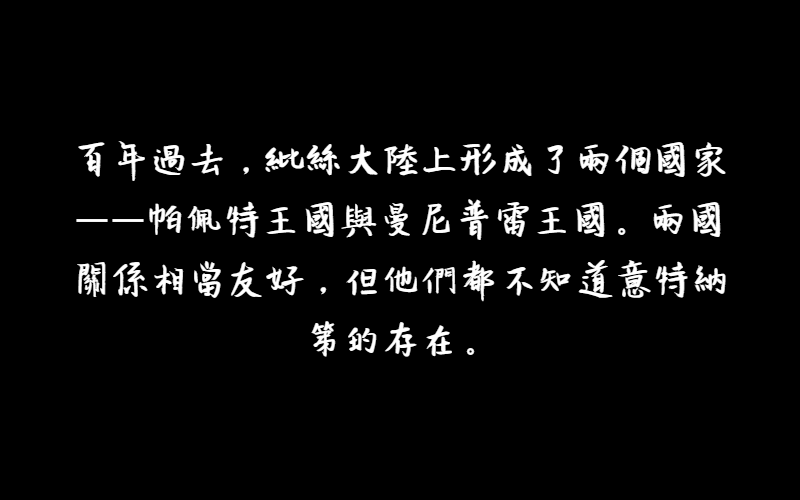 百年過去，紕絲大陸上形成了兩個國家
——帕佩特王國與曼尼普雷王國。兩國
關係相當友好，但他們都不知道意特納
第的存在。